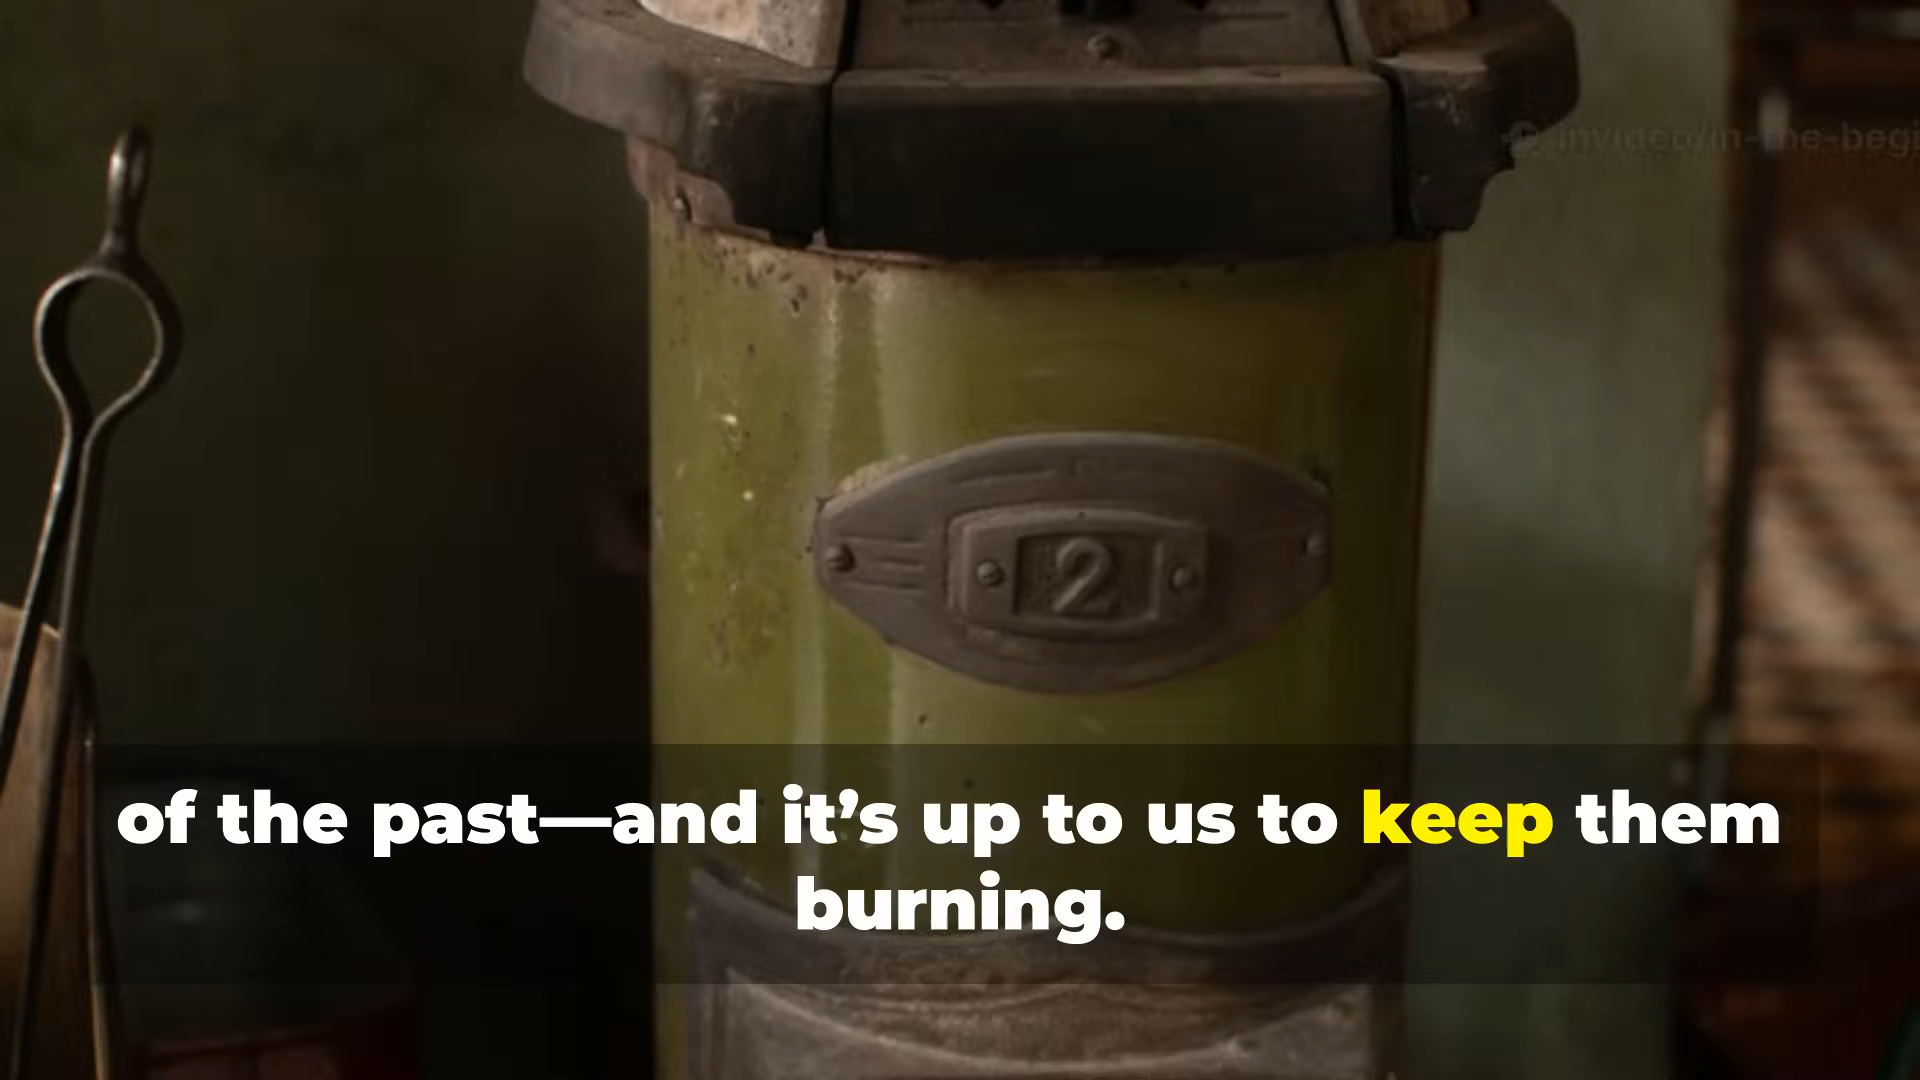 2
of the past—and it’s up to us to keep them
burning.